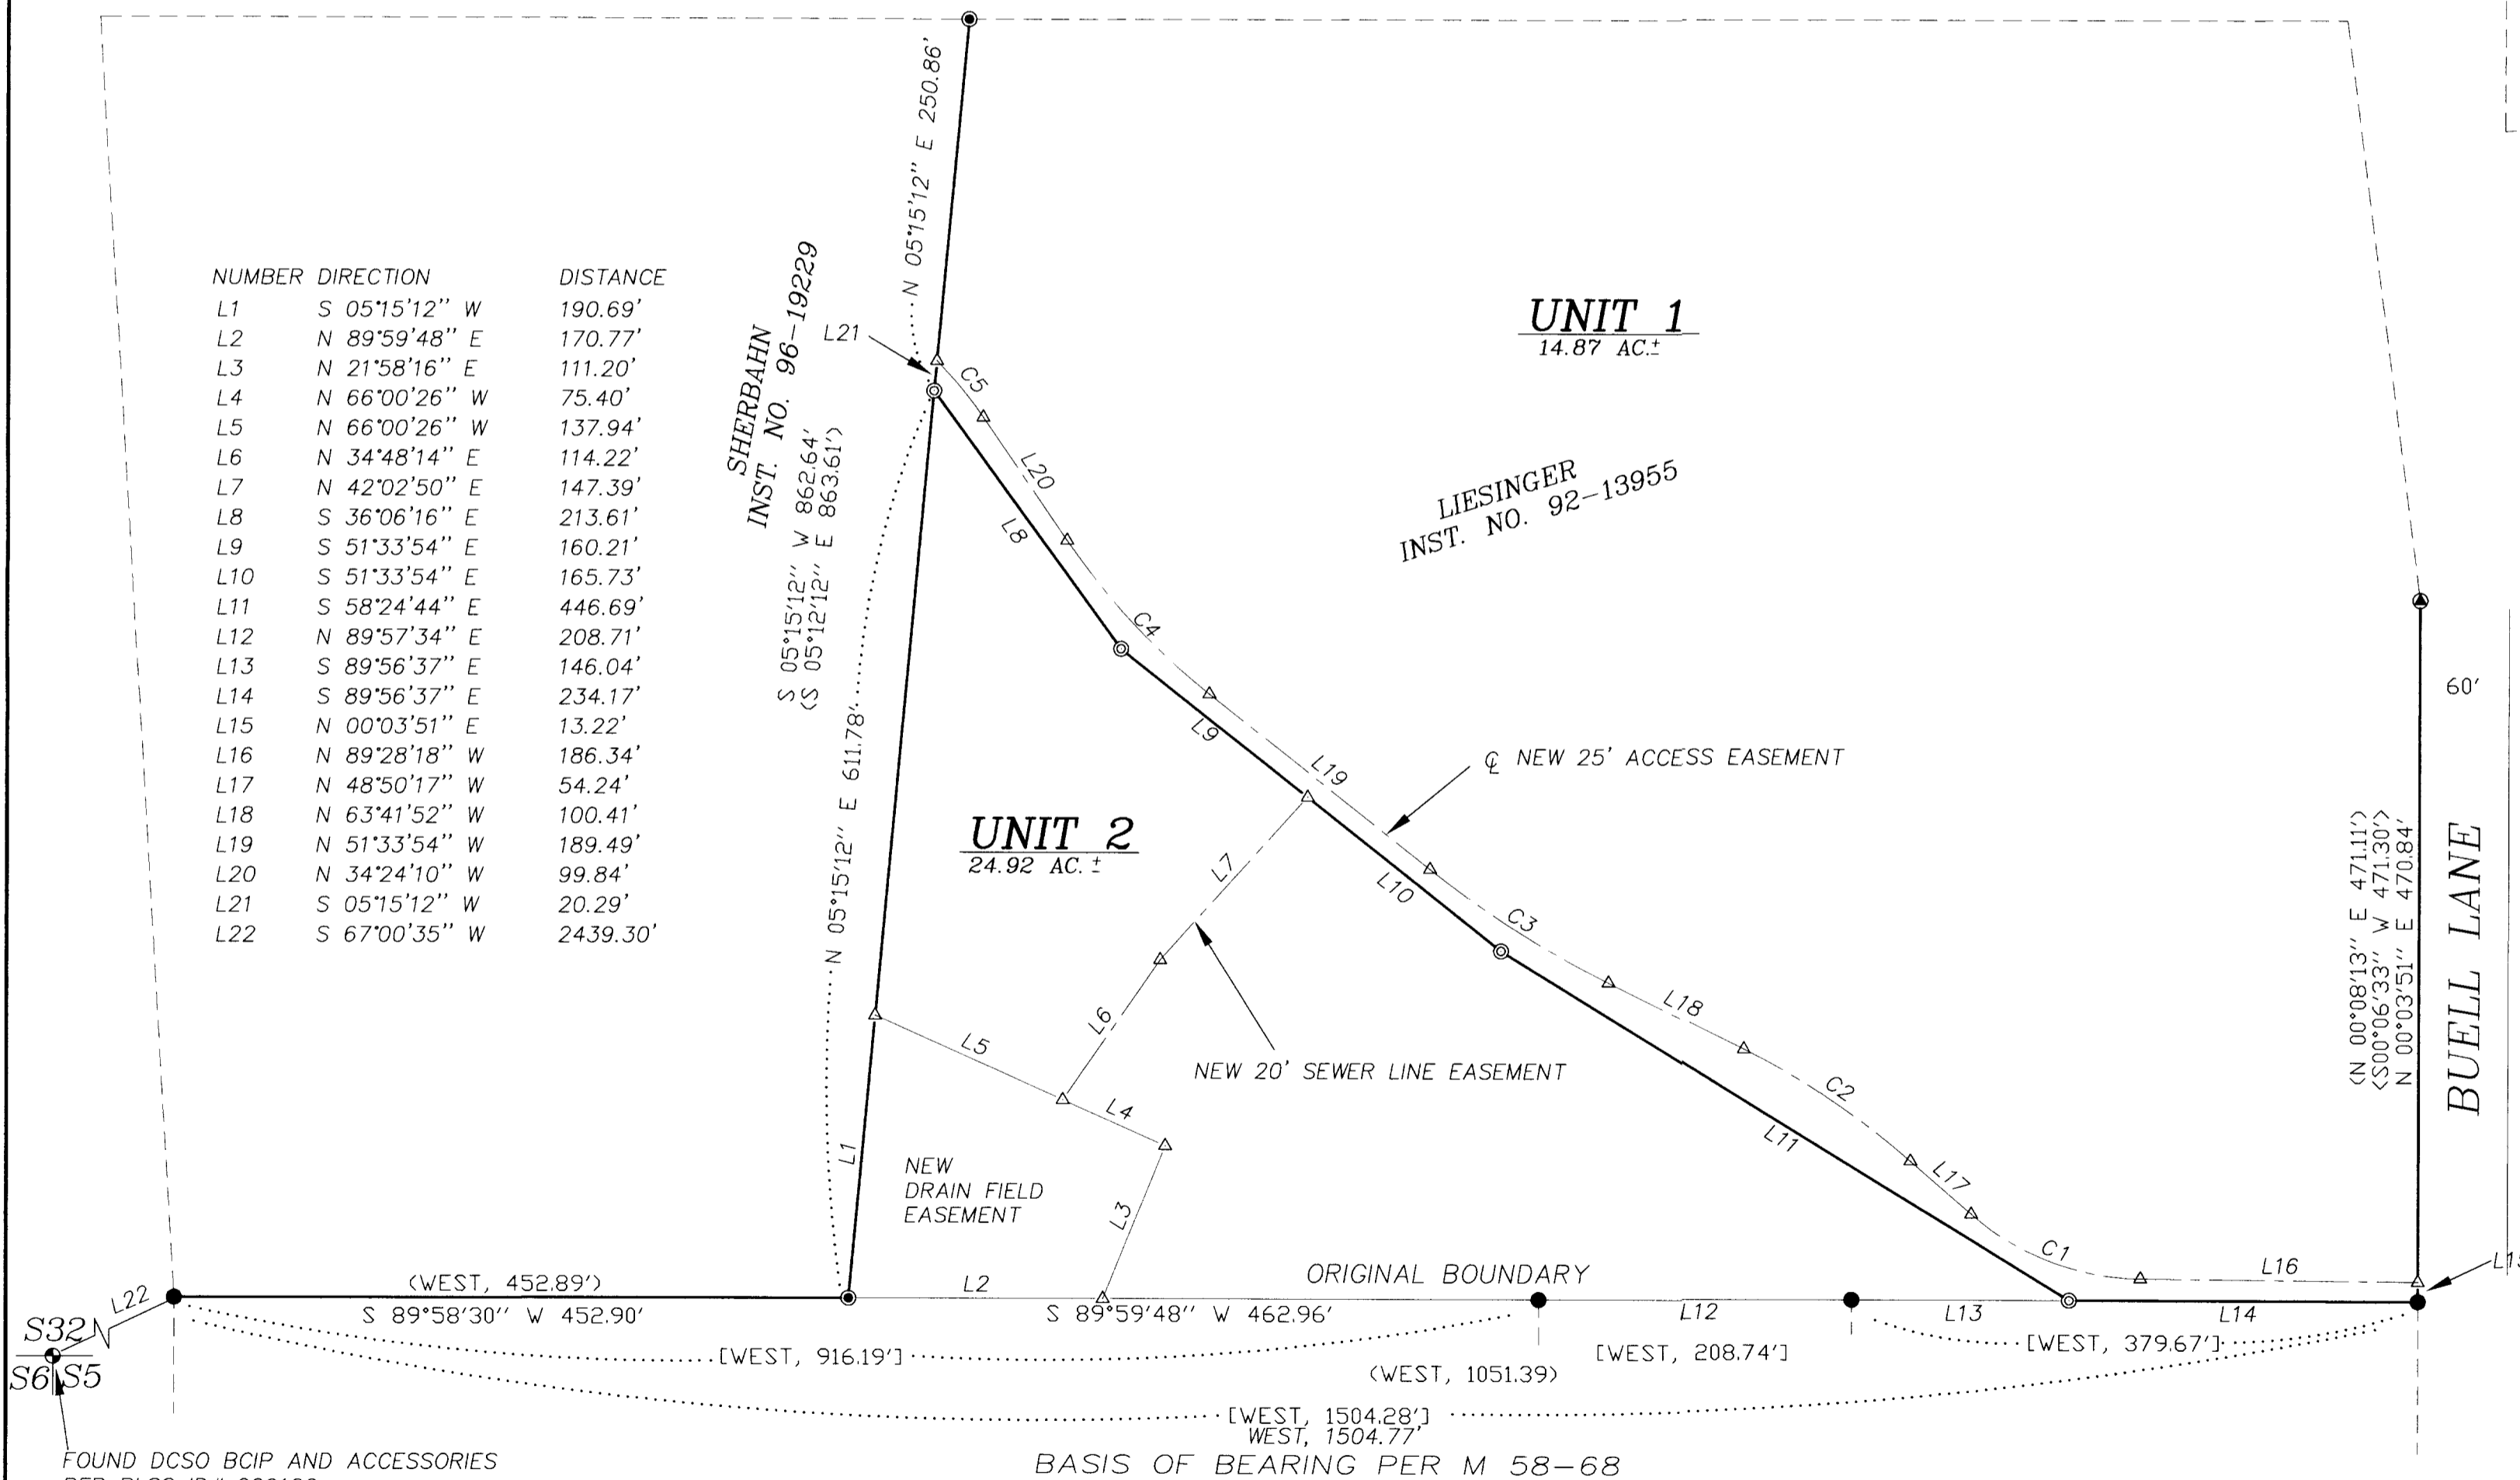 N 05°15'12" E 250.86'
NUMBER DIRECTION DISTANCE
L1 S 05°15'12" W 190.69'
L2 N 89°59'48" E 170.77'
L3 N 21°58'16" E 111.20'
L4 N 66°00'26" W 75.40'
L5 N 66°00'26" W 137.94'
L6 N 34°48'14" E 114.22'
L7 N 42°02'50" E 147.39'
L8 S 36°06'16" E 213.61'
L9 S 51°33'54" E 160.21'
L10 S 51°33'54" E 165.73'
L11 S 58°24'44" E 446.69'
L12 N 89°57'34" E 208.71'
L13 S 89°56'37" E 146.04'
L14 S 89°56'37" E 234.17'
L15 N 00°03'51" E 13.22'
L16 N 89°28'18" W 186.34'
L17 N 48°50'17" W 54.24'
L18 N 63°41'52" W 100.41'
L19 N 51°33'54" W 189.49'
L20 N 34°24'10" W 99.84'
L21 S 05°15'12" W 20.29'
L22 S 67°00'35" W 2439.30'
SHERBAHN
INST. NO. 96-19229
L21
S 05°15'12" W 862.64'
(S 05°12'12" E 863.61')
N 05°15'12" E 611.78'
UNIT 1
14.87 AC.±
LIESINGER
INST. NO. 92-13955
C5
L20
L8
C4
L9
L19
℄ NEW 25' ACCESS EASEMENT
60'
UNIT 2
24.92 AC. ±
L7
L10
C3
L18
C2
L6
L5
L4
NEW 20' SEWER LINE EASEMENT
L11
L17
(N 00°08'13" E 471.11')
<S00°06'33" W 471.30'>
N 00°03'51" E 470.84'
BUELL LANE
L1
NEW
DRAIN FIELD
EASEMENT
L3
C1
L16
ORIGINAL BOUNDARY
(WEST, 452.89')
S 89°58'30" W 452.90'
L2
S 89°59'48" W 462.96'
L12
L13
L14
L22
S32
S6 S5
[WEST, 916.19']
[WEST, 208.74']
[WEST, 379.67']
(WEST, 1051.39)
[WEST, 1504.28']
WEST, 1504.77'
BASIS OF BEARING PER M 58-68
FOUND DCSO BCIP AND ACCESSORIES